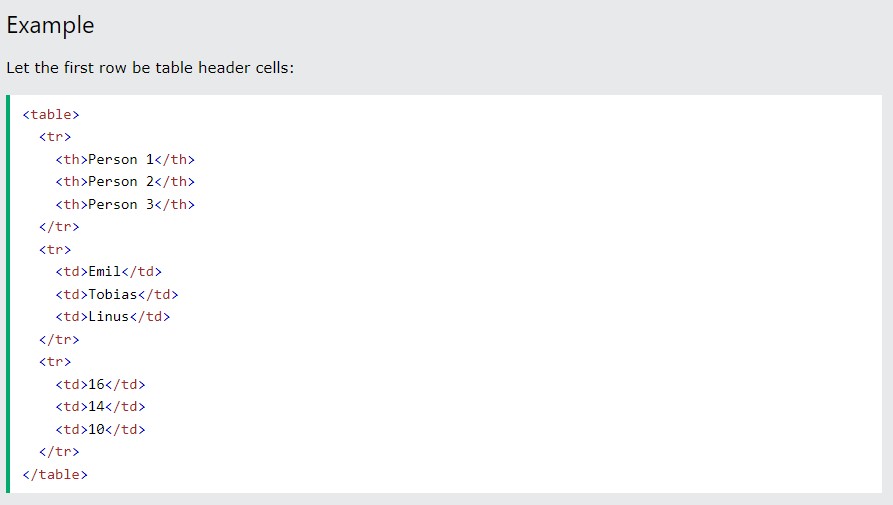 Example
Let the first row be table header cells:
<table>
  <tr>
    <th>Person 1</th>
    <th>Person 2</th>
    <th>Person 3</th>
  </tr>
  <tr>
    <td>Emil</td>
    <td>Tobias</td>
    <td>Linus</td>
  </tr>
  <tr>
    <td>16</td>
    <td>14</td>
    <td>10</td>
  </tr>
</table>